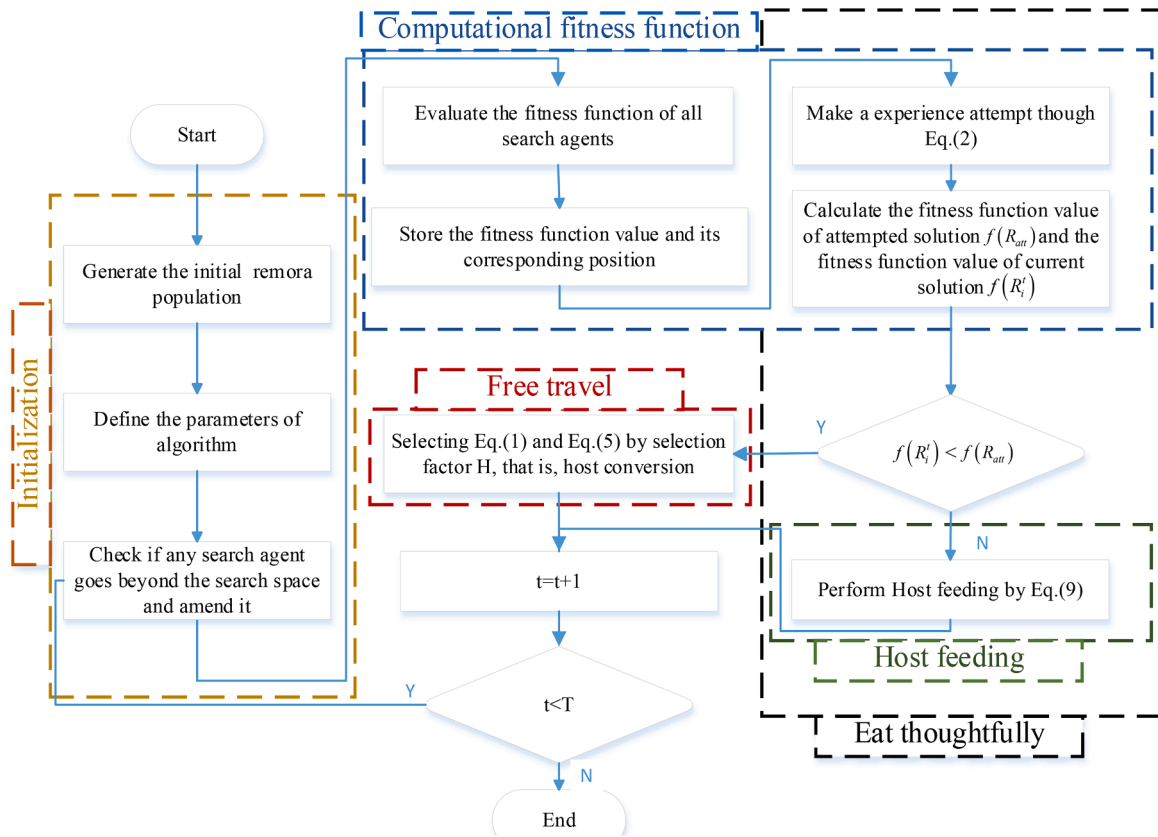 Start
Initialization
Generate the initial remora
population
Define the parameters of
algorithm
Check if any search agent
goes beyond the search space
and amend it
Computational fitness function
Evaluate the fitness function of all
search agents
Store the fitness function value and its
corresponding position
Make a experience attempt though
Eq.(2)
Calculate the fitness function value
of attempted solution f(R_att) and the
fitness function value of current
solution f(R_i^t)
f(R_i^t) < f(R_att)
Y
N
Free travel
Selecting Eq.(1) and Eq.(5) by selection
factor H, that is, host conversion
Perform Host feeding by Eq.(9)
Host feeding
Eat thoughtfully
t=t+1
t<T
Y
N
End